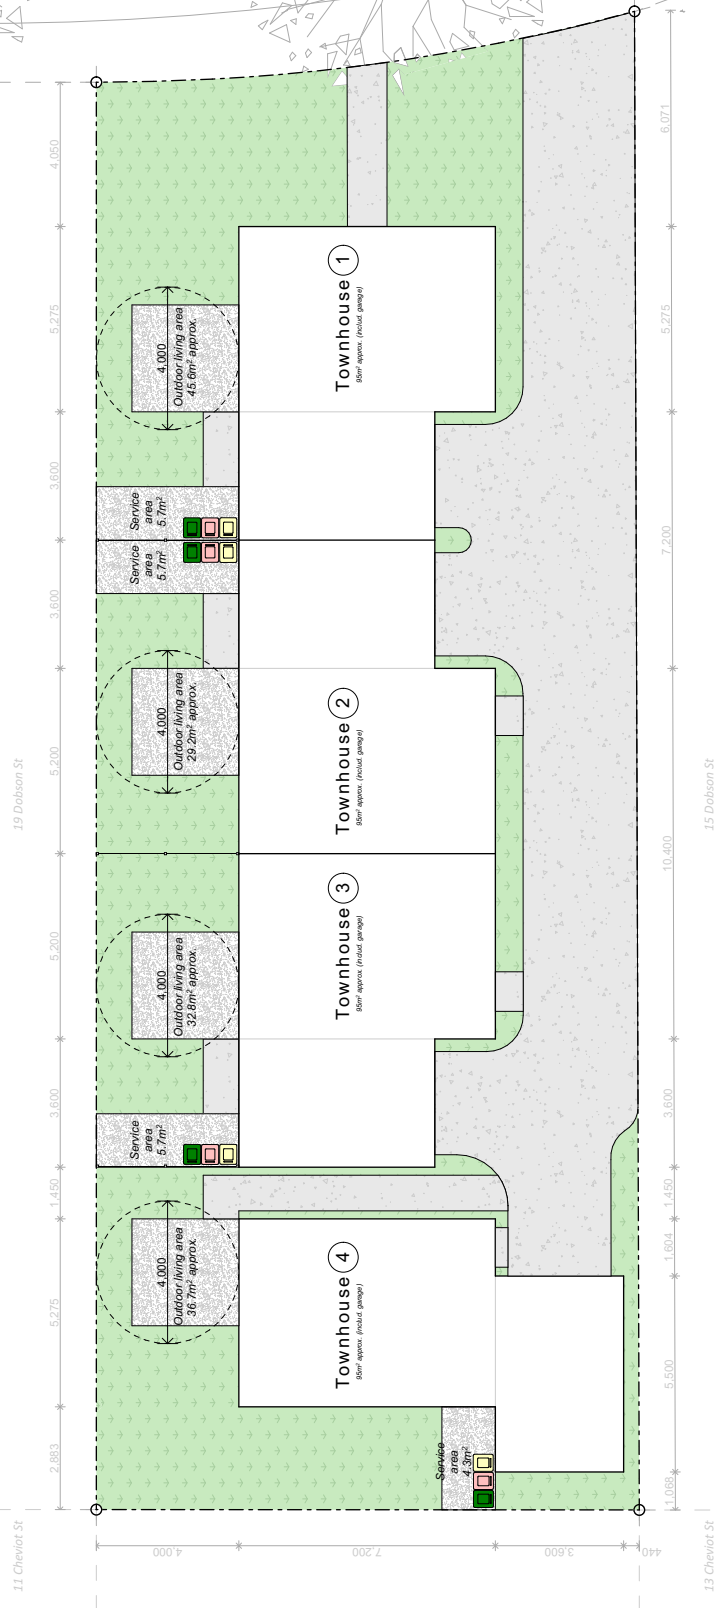 6,071
4,050
Townhouse 1
95m² approx. (includ. garage)
5,275
5,275
4,000
Outdoor living area
45.6m² approx.
3,600
Service
area
5.7m²
7,200
Service
area
5.7m²
3,600
4,000
Outdoor living area
29.2m² approx.
Townhouse 2
95m² approx. (includ. garage)
5,200
19 Dobson St
15 Dobson St
10,400
Townhouse 3
95m² approx. (includ. garage)
5,200
4,000
Outdoor living area
32.8m² approx.
3,600
3,600
Service
area
5.7m²
1,450
1,450
1,604
4,000
Outdoor living area
36.7m² approx.
Townhouse 4
95m² approx. (includ. garage)
5,275
5,500
Service
area
4.3m²
2,883
1,068
11 Cheviot St
13 Cheviot St
4,000
7,200
3,600
440